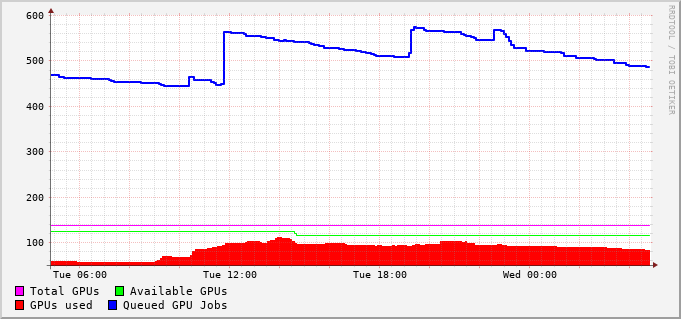 600
500
400
300
200
100
Tue 06:00 Tue 12:00 Tue 18:00 Wed 00:00
Total GPUs Available GPUs
GPUs used Queued GPU Jobs
RRDTOOL / TOBI OETIKER